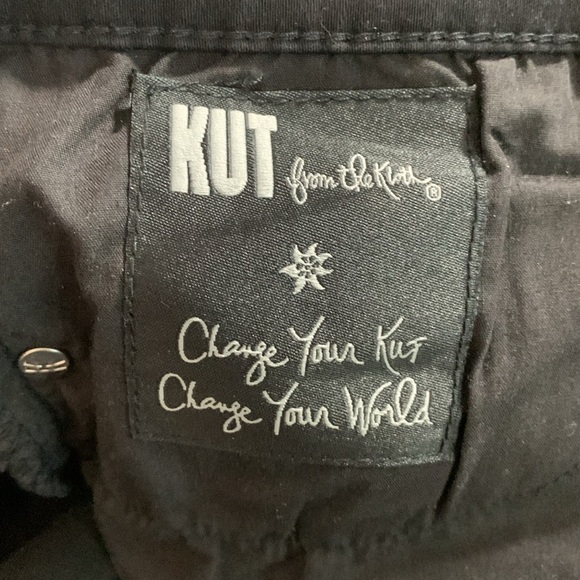 KUT from the Kloth®
Change Your Kut
Change Your World